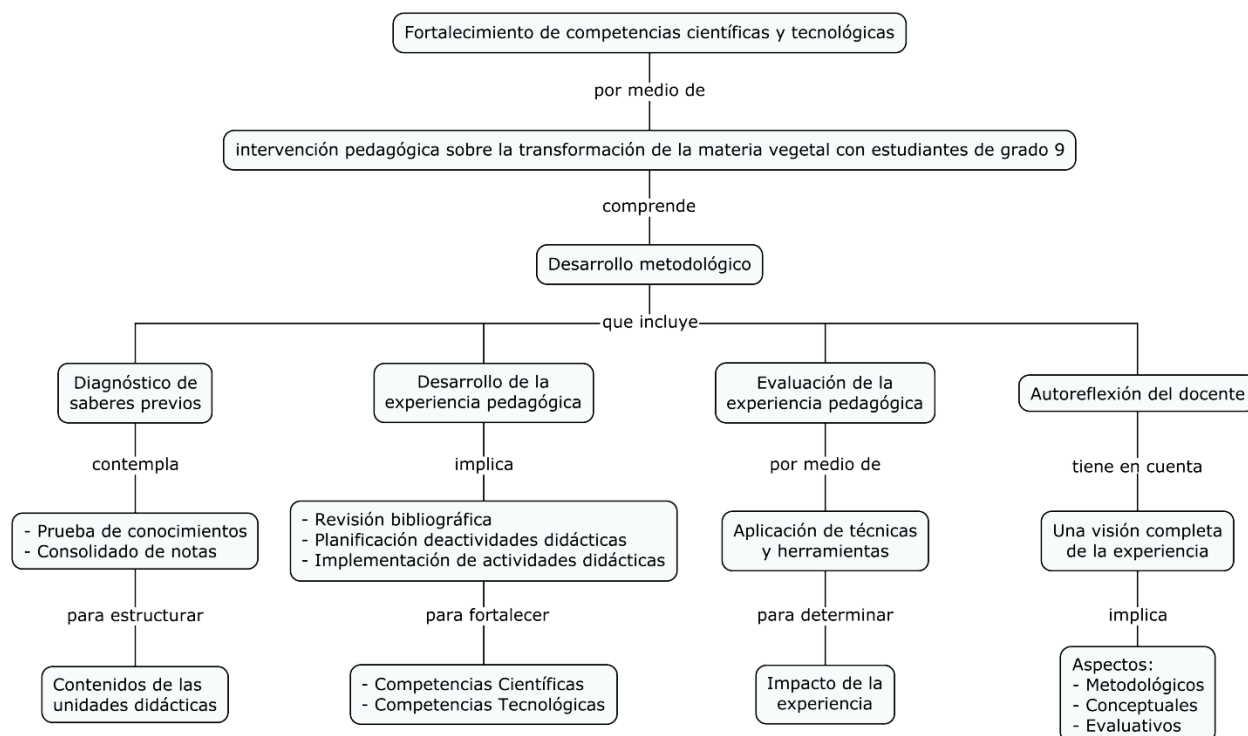 Fortalecimiento de competencias científicas y tecnológicas
por medio de
intervención pedagógica sobre la transformación de la materia vegetal con estudiantes de grado 9
comprende
Desarrollo metodológico
que incluye
Diagnóstico de
saberes previos
contempla
- Prueba de conocimientos
- Consolidado de notas
para estructurar
Contenidos de las
unidades didácticas
Desarrollo de la
experiencia pedagógica
implica
- Revisión bibliográfica
- Planificación deactividades didácticas
- Implementación de actividades didácticas
para fortalecer
- Competencias Científicas
- Competencias Tecnológicas
Evaluación de la
experiencia pedagógica
por medio de
Aplicación de técnicas
y herramientas
para determinar
Impacto de la
experiencia
Autoreflexión del docente
tiene en cuenta
Una visión completa
de la experiencia
implica
Aspectos:
- Metodológicos
- Conceptuales
- Evaluativos